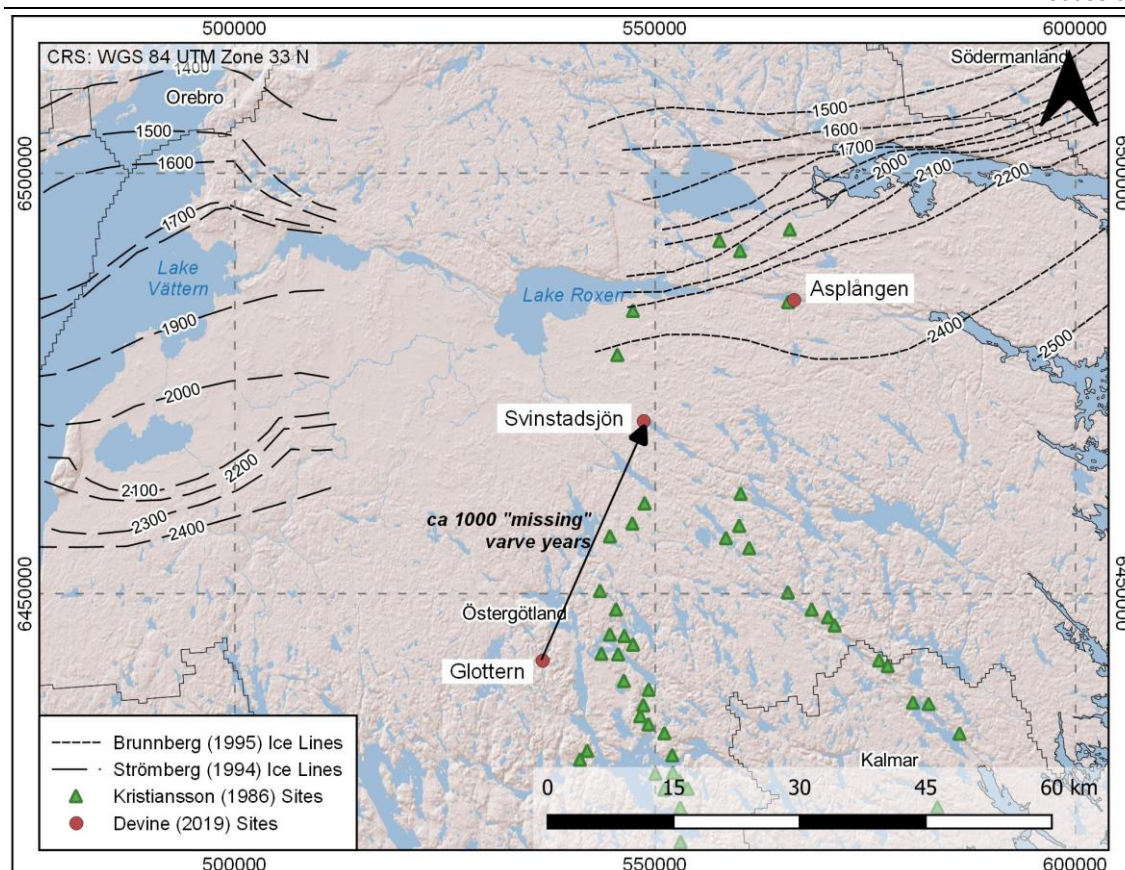 500000
550000
600000
CRS: WGS 84 UTM Zone 33 N
Södermanland
1400
Orebro
1500
1500
1600
1600
1700
2000
2100
2200
6500000
6500000
1700
Lake
Vättern
Lake Roxen
Asplången
1900
2400
2500
2000
Svinstadsjön
2200
2100
2300
2400
ca 1000 "missing"
varve years
6450000
6450000
Östergötland
Glottern
Brunnberg (1995) Ice Lines
Strömberg (1994) Ice Lines
Kristiansson (1986) Sites
Devine (2019) Sites
Kalmar
0 15 30 45 60 km
500000
550000
600000